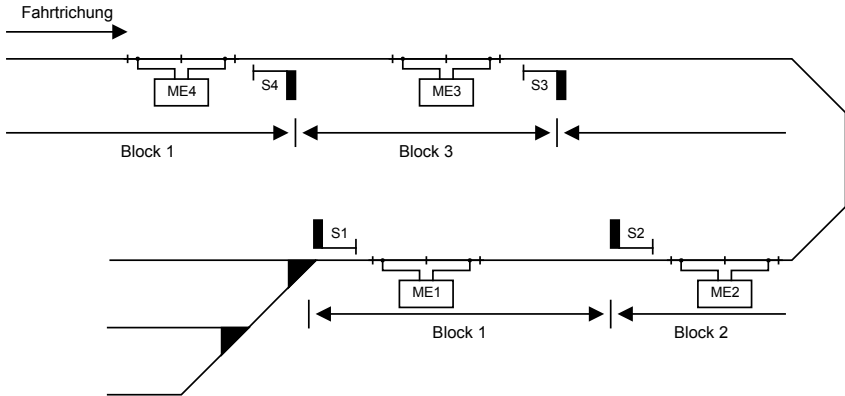 Fahrtrichung
ME4
S4
ME3
S3
Block 1
Block 3
S1
S2
ME1
ME2
Block 1
Block 2